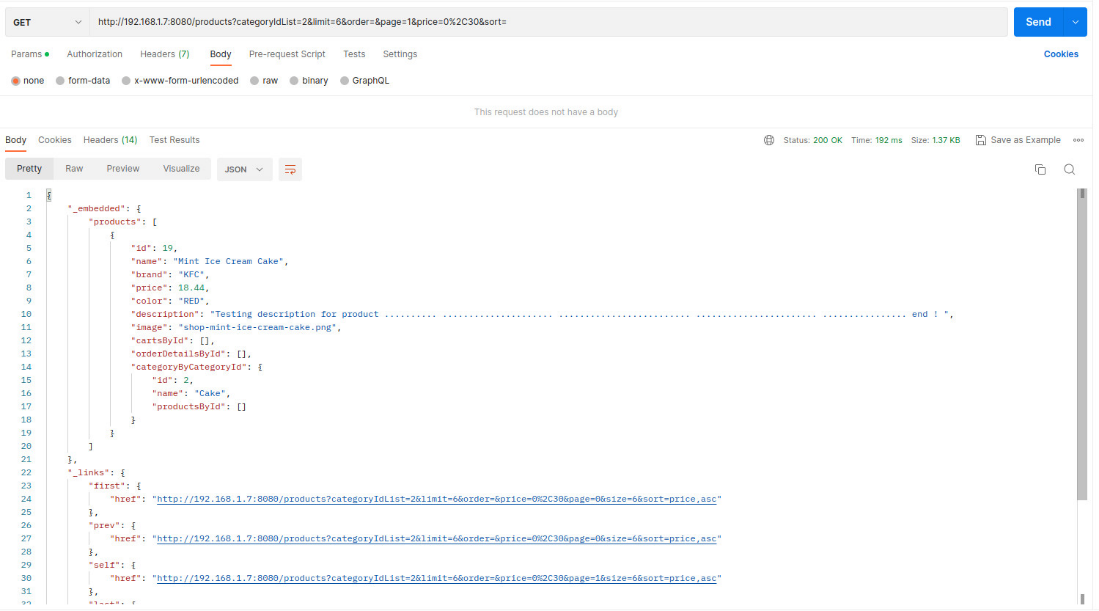 GET http://192.168.1.7:8080/products?categoryIdList=2&limit=6&order=&page=1&price=0%2C30&sort= Send
Params Authorization Headers (7) Body Pre-request Script Tests Settings Cookies
none form-data x-www-form-urlencoded raw binary GraphQL
This request does not have a body
Body Cookies Headers (14) Test Results Status: 200 OK Time: 192 ms Size: 1.37 KB Save as Example
Pretty Raw Preview Visualize JSON
1 {
2 "_embedded": {
3 "products": [
4 {
5 "id": 19,
6 "name": "Mint Ice Cream Cake",
7 "brand": "KFC",
8 "price": 18.44,
9 "color": "RED",
10 "description": "Testing description for product .......... ..................... ......................... ....................... ................ end ! ",
11 "image": "shop-mint-ice-cream-cake.png",
12 "cartsById": [],
13 "orderDetailsById": [],
14 "categoryByCategoryId": {
15 "id": 2,
16 "name": "Cake",
17 "productsById": []
18 }
19 }
20 ]
21 },
22 "_links": {
23 "first": {
24 "href": "http://192.168.1.7:8080/products?categoryIdList=2&limit=6&order=&price=0%2C30&page=0&size=6&sort=price,asc"
25 },
26 "prev": {
27 "href": "http://192.168.1.7:8080/products?categoryIdList=2&limit=6&order=&price=0%2C30&page=0&size=6&sort=price,asc"
28 },
29 "self": {
30 "href": "http://192.168.1.7:8080/products?categoryIdList=2&limit=6&order=&price=0%2C30&page=1&size=6&sort=price,asc"
31 },
32 "last": {